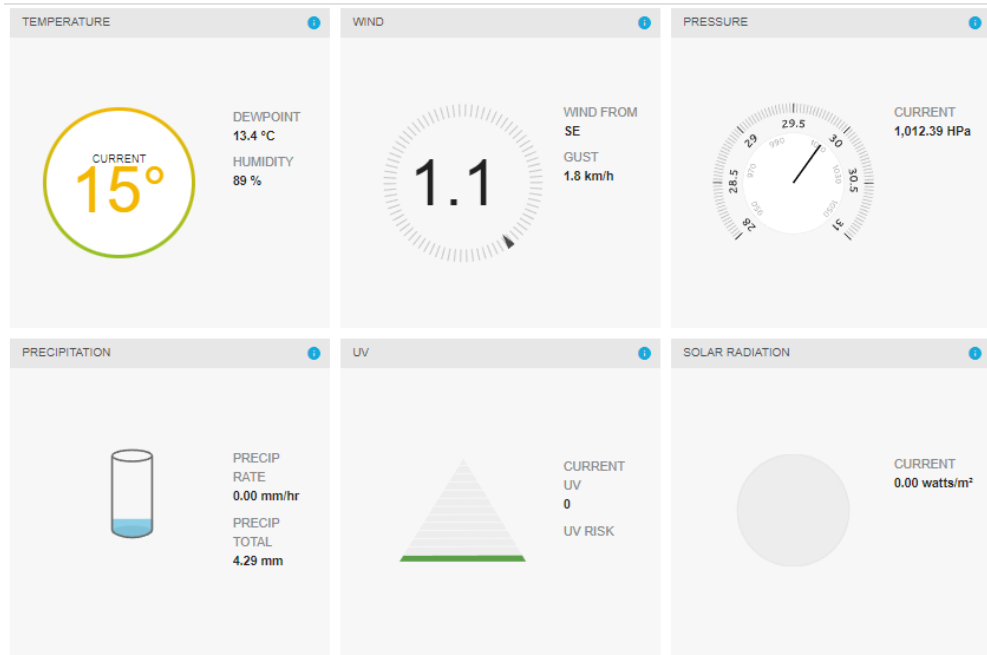 TEMPERATURE
CURRENT
15°
DEWPOINT
13.4 °C
HUMIDITY
89 %
WIND
1.1
WIND FROM
SE
GUST
1.8 km/h
PRESSURE
28
28.5
29
29.5
30
30.5
31
950
970
990
1010
1030
1050
CURRENT
1,012.39 HPa
PRECIPITATION
PRECIP
RATE
0.00 mm/hr
PRECIP
TOTAL
4.29 mm
UV
CURRENT
UV
0
UV RISK
SOLAR RADIATION
CURRENT
0.00 watts/m²